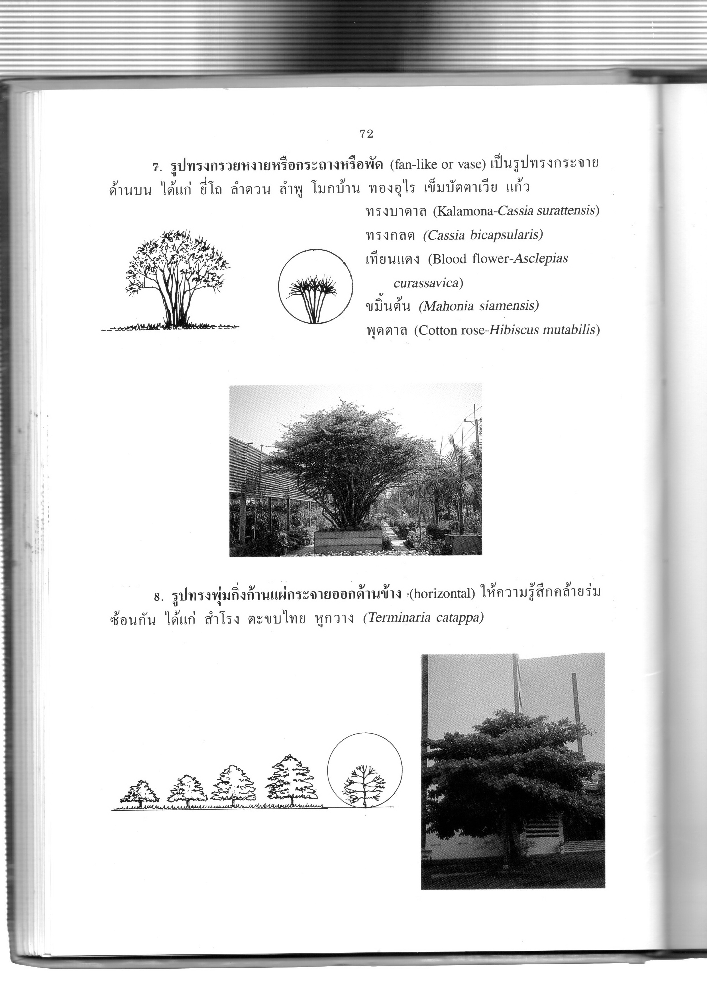 72
7. รูปทรงกรวยหงายหรือกระถางหรือพัด (fan-like or vase) เป็นรูปทรงกระจาย
ด้านบน ได้แก่ ยี่โถ ลำดวน ลำพู โมกบ้าน ทองอุไร เข็มบัตตาเวีย แก้ว
ทรงบาดาล (Kalamona-Cassia surattensis)
ทรงกลด (Cassia bicapsularis)
เทียนแดง (Blood flower-Asclepias
curassavica)
ขมิ้นต้น (Mahonia siamensis)
พุดตาล (Cotton rose-Hibiscus mutabilis)
8. รูปทรงพุ่มกิ่งก้านแผ่กระจายออกด้านข้าง (horizontal) ให้ความรู้สึกคล้ายร่ม
ซ้อนกัน ได้แก่ สำโรง ตะขบไทย หูกวาง (Terminaria catappa)